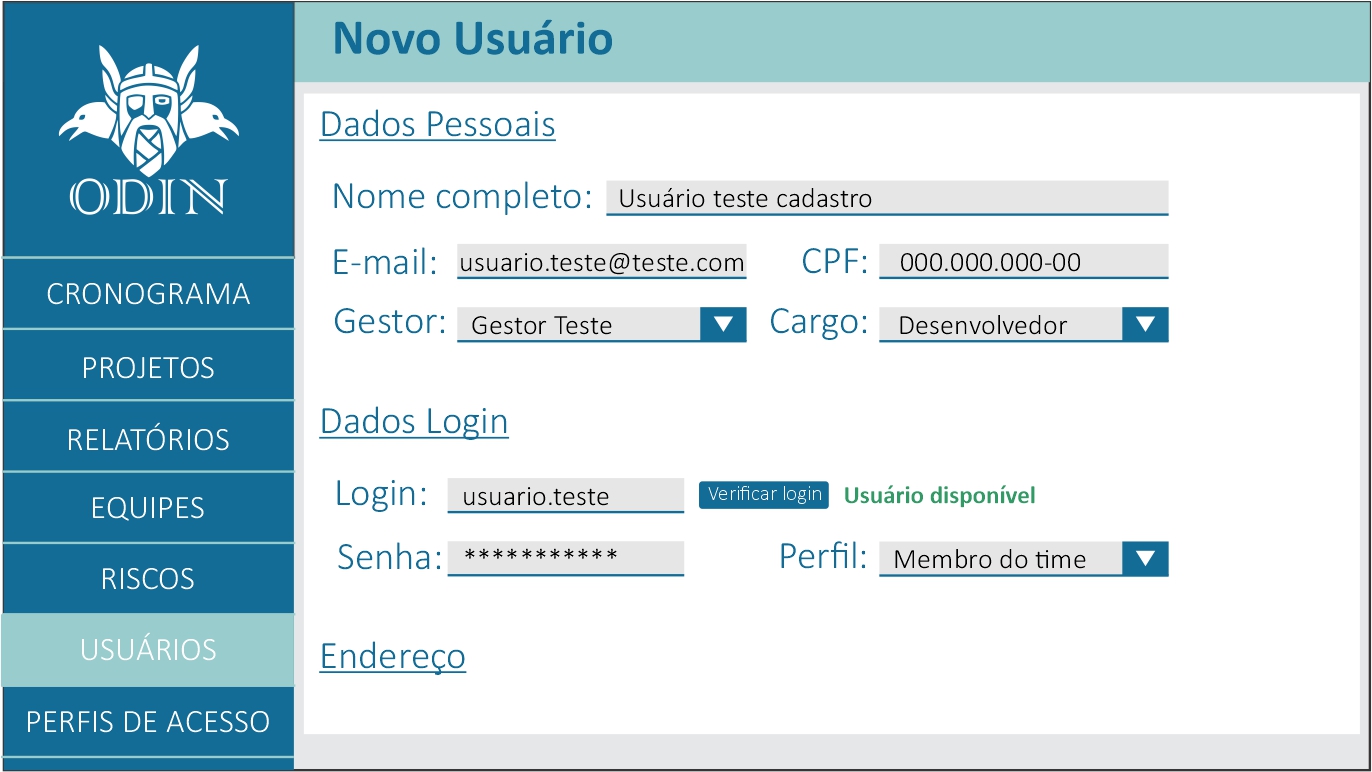 ODIN
CRONOGRAMA
PROJETOS
RELATÓRIOS
EQUIPES
RISCOS
USUÁRIOS
PERFIS DE ACESSO
Novo Usuário
Dados Pessoais
Nome completo: Usuário teste cadastro
E-mail: usuario.teste@teste.com CPF: 000.000.000-00
Gestor: Gestor Teste Cargo: Desenvolvedor
Dados Login
Login: usuario.teste Verificar login Usuário disponível
Senha: *********** Perfil: Membro do time
Endereço